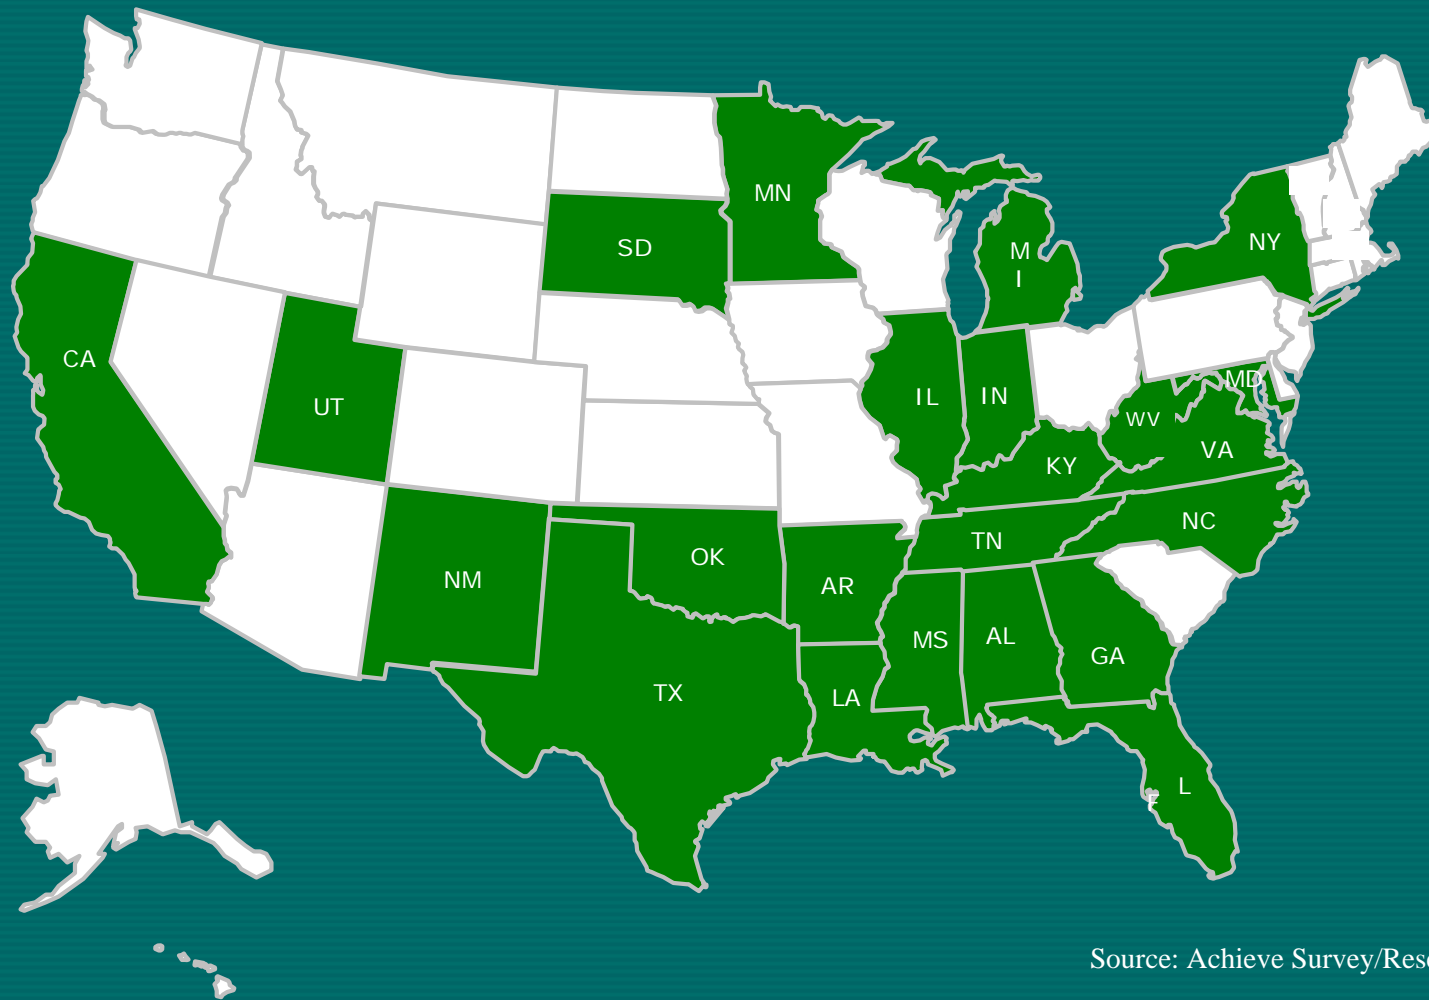 MN
SD
M
I
NY
CA
UT
IL
IN
MD
WV
VA
KY
NC
TN
OK
NM
AR
MS
AL
GA
TX
LA
F
L
Source: Achieve Survey/Rese